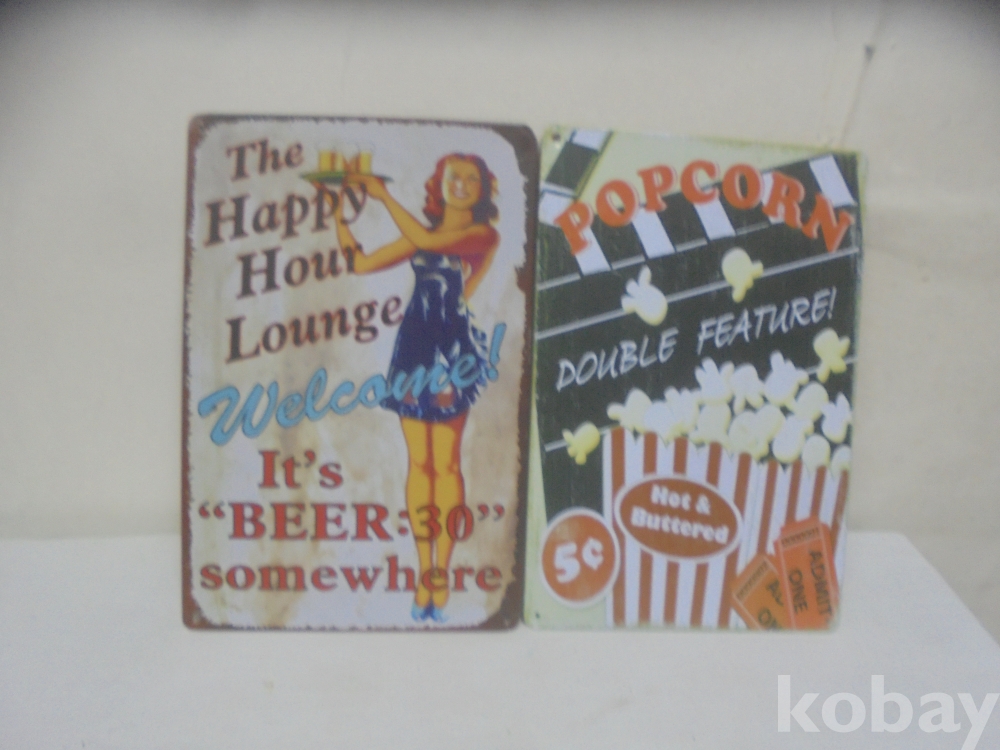 The
Happy
Hour
Lounge
Welcome!
It's
"BEER:30"
somewhere
POPCORN
DOUBLE FEATURE!
Hot &
Buttered
5¢
ADMIT
ONE
kobay